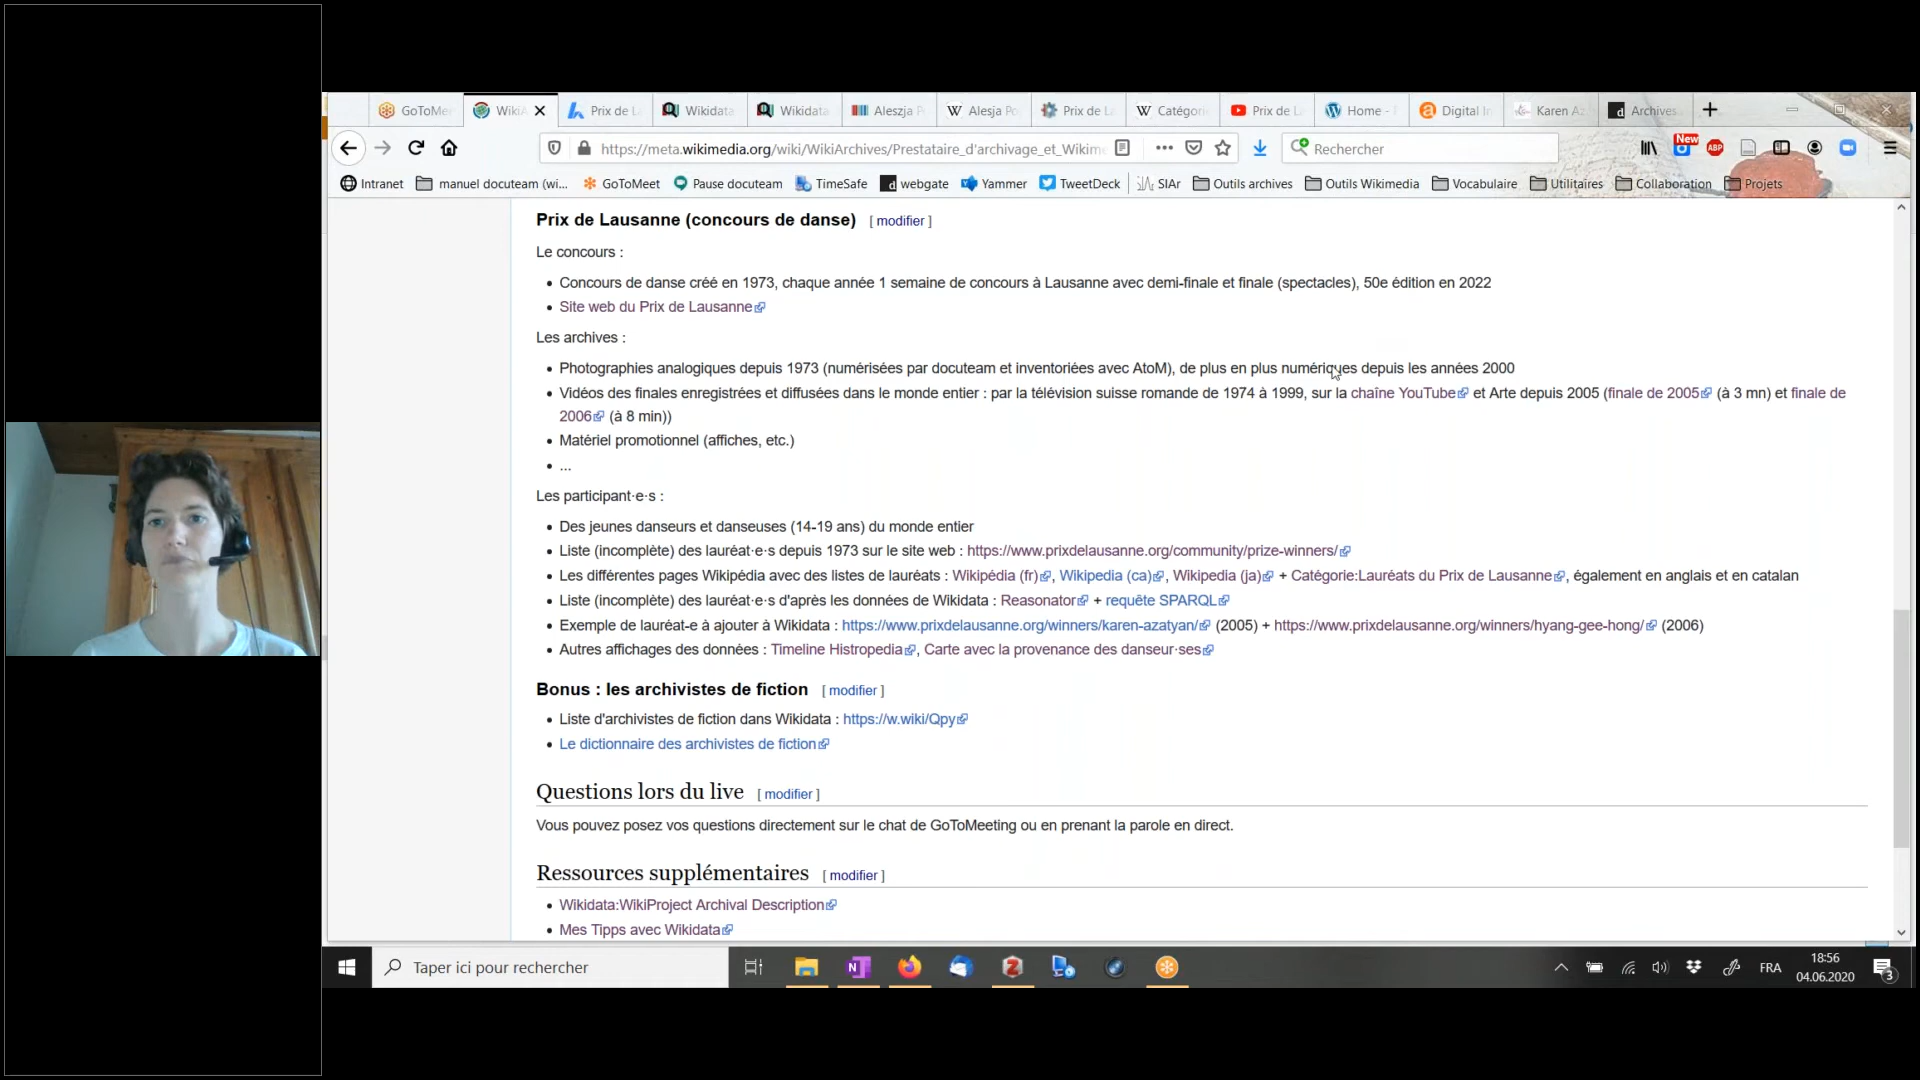 GoToMe
WikiA
Prix de L
Wikidata
Wikidata
Aleszja P
Alesja Po
Prix de L
Catégori
Prix de L
Home -
Digital In
Karen Az
Archives
https://meta.wikimedia.org/wiki/WikiArchives/Prestataire_d'archivage_et_Wikim
Rechercher
New
ABP
Intranet
manuel docuteam (wi...
GoToMeet
Pause docuteam
TimeSafe
webgate
Yammer
TweetDeck
SIAr
Outils archives
Outils Wikimedia
Vocabulaire
Utilitaires
Collaboration
Projets
Prix de Lausanne (concours de danse) [ modifier ]
Le concours :
• Concours de danse créé en 1973, chaque année 1 semaine de concours à Lausanne avec demi-finale et finale (spectacles), 50e édition en 2022
• Site web du Prix de Lausanne
Les archives :
• Photographies analogiques depuis 1973 (numérisées par docuteam et inventoriées avec AtoM), de plus en plus numériques depuis les années 2000
• Vidéos des finales enregistrées et diffusées dans le monde entier : par la télévision suisse romande de 1974 à 1999, sur la chaîne YouTube et Arte depuis 2005 (finale de 2005 (à 3 mn) et finale de
2006 (à 8 min))
• Matériel promotionnel (affiches, etc.)
• ...
Les participant·e·s :
• Des jeunes danseurs et danseuses (14-19 ans) du monde entier
• Liste (incomplète) des lauréat·e·s depuis 1973 sur le site web : https://www.prixdelausanne.org/community/prize-winners/
• Les différentes pages Wikipédia avec des listes de lauréats : Wikipédia (fr), Wikipedia (ca), Wikipedia (ja) + Catégorie:Lauréats du Prix de Lausanne, également en anglais et en catalan
• Liste (incomplète) des lauréat·e·s d'après les données de Wikidata : Reasonator + requête SPARQL
• Exemple de lauréat-e à ajouter à Wikidata : https://www.prixdelausanne.org/winners/karen-azatyan/ (2005) + https://www.prixdelausanne.org/winners/hyang-gee-hong/ (2006)
• Autres affichages des données : Timeline Histropedia, Carte avec la provenance des danseur·ses
Bonus : les archivistes de fiction [ modifier ]
• Liste d'archivistes de fiction dans Wikidata : https://w.wiki/Qpy
• Le dictionnaire des archivistes de fiction
Questions lors du live [ modifier ]
Vous pouvez posez vos questions directement sur le chat de GoToMeeting ou en prenant la parole en direct.
Ressources supplémentaires [ modifier ]
• Wikidata:WikiProject Archival Description
• Mes Tipps avec Wikidata
Taper ici pour rechercher
FRA
18:56
04.06.2020
3